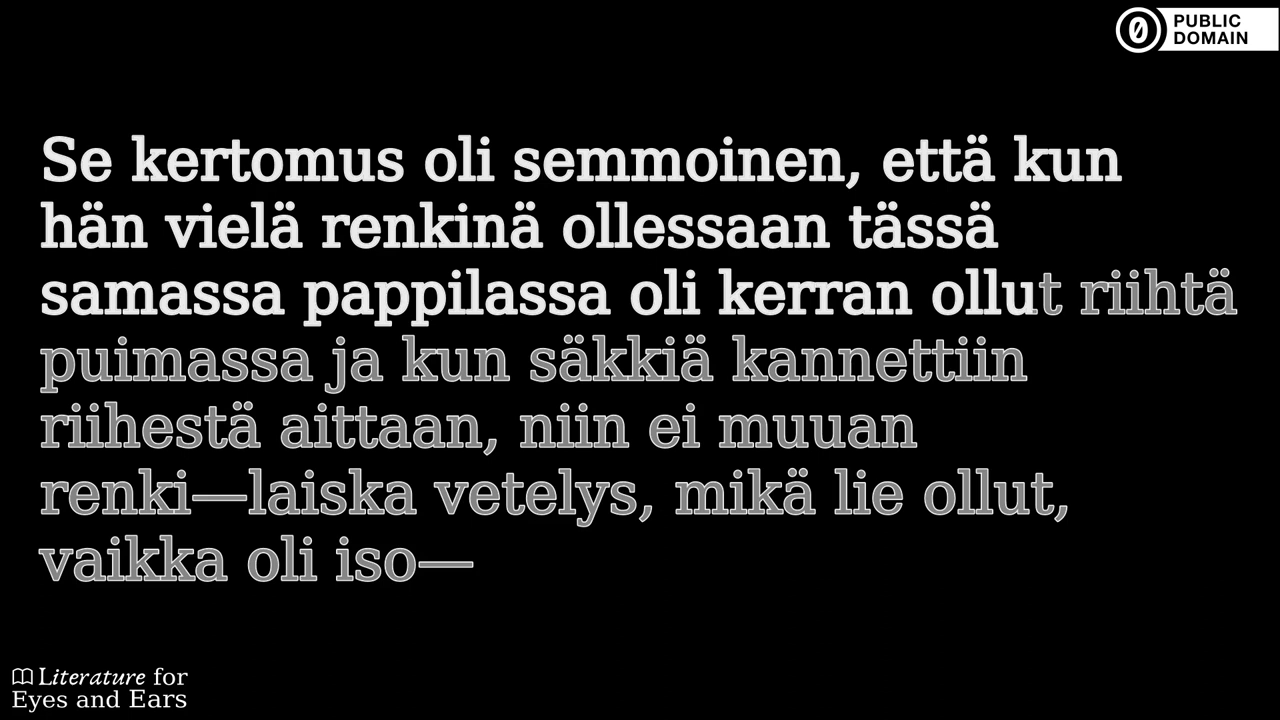 PUBLIC
DOMAIN
Se kertomus oli semmoinen, että kun
hän vielä renkinä ollessaan tässä
samassa pappilassa oli kerran ollut riihtä
puimassa ja kun säkkiä kannettiin
riihestä aittaan, niin ei muuan
renki—laiska vetelys, mikä lie ollut,
vaikka oli iso—
Literature for
Eyes and Ears